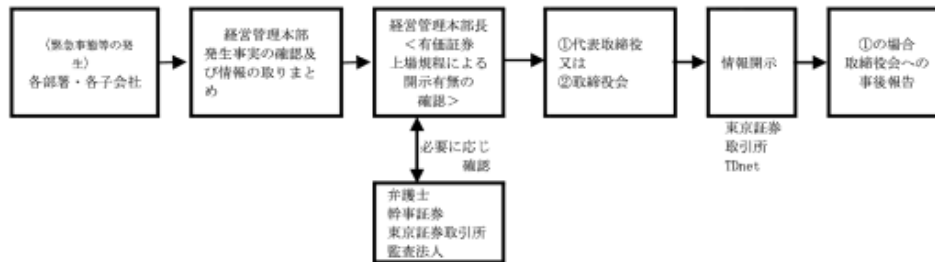 (緊急事態等の発
生)
各部署・各子会社
経営管理本部
発生事実の確認及
び情報の取りまと
め
経営管理本部長
<有価証券
上場規程による
開示有無の
確認>
①代表取締役
又は
②取締役会
情報開示
①の場合
取締役会への
事後報告
東京証券
取引所
TDnet
必要に応じ
確認
弁護士
幹事証券
東京証券取引所
監査法人